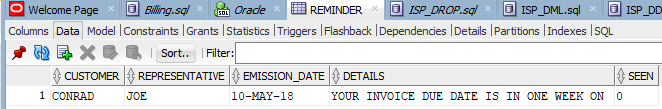 Welcome Page Billing.sql Oracle REMINDER ISP_DROP.sql ISP_DML.sql ISP_DD
Columns Data Model Constraints Grants Statistics Triggers Flashback Dependencies Details Partitions Indexes SQL
SQL Sort.. Filter:
CUSTOMER REPRESENTATIVE EMISSION_DATE DETAILS SEEN
1 CONRAD JOE 10-MAY-18 YOUR INVOICE DUE DATE IS IN ONE WEEK ON 0